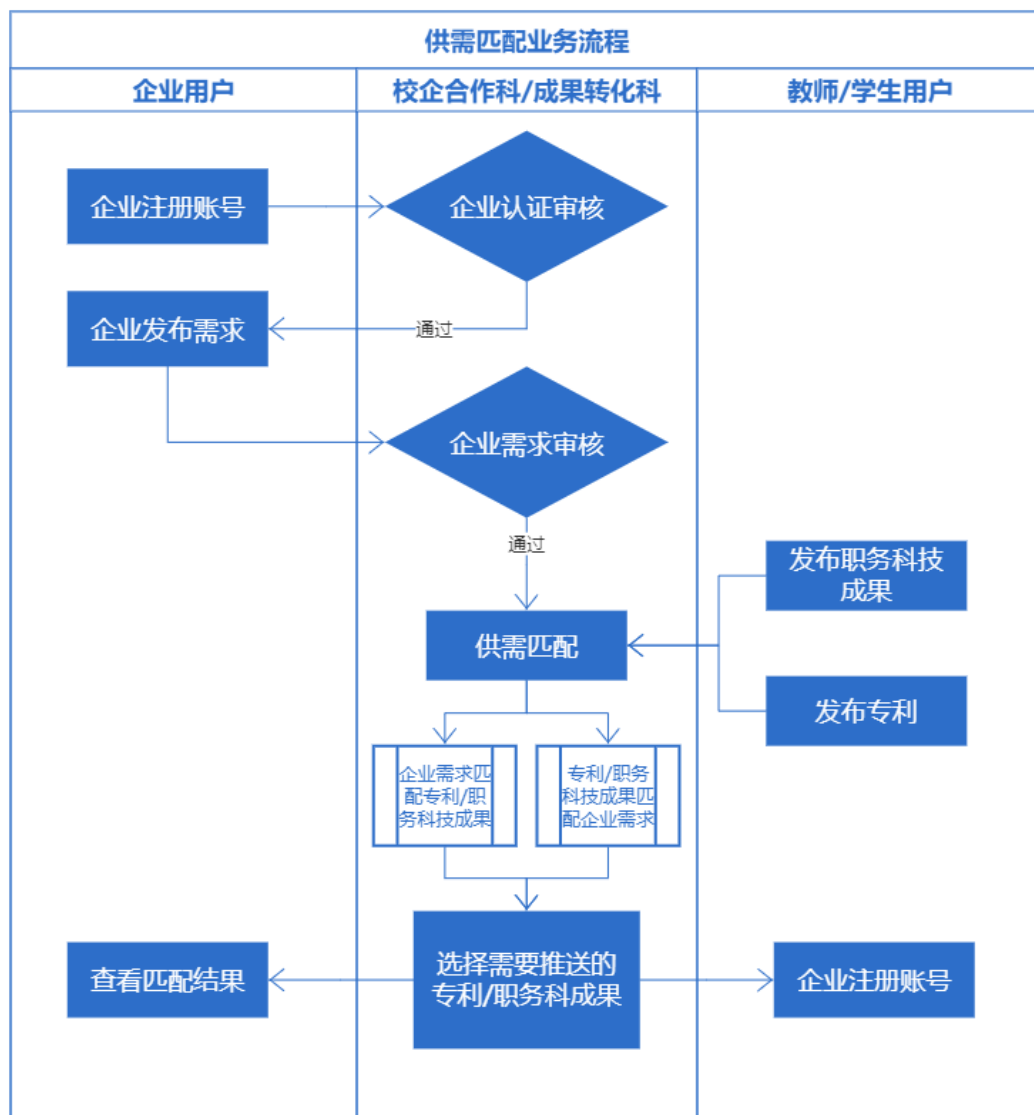 供需匹配业务流程
企业用户
校企合作科/成果转化科
教师/学生用户
企业注册账号
企业认证审核
企业发布需求
通过
企业需求审核
通过
发布职务科技
成果
供需匹配
发布专利
企业需求匹
配专利/职
务科技成果
专利/职务
科技成果匹
配企业需求
查看匹配结果
选择需要推送的
专利/职务科成果
企业注册账号